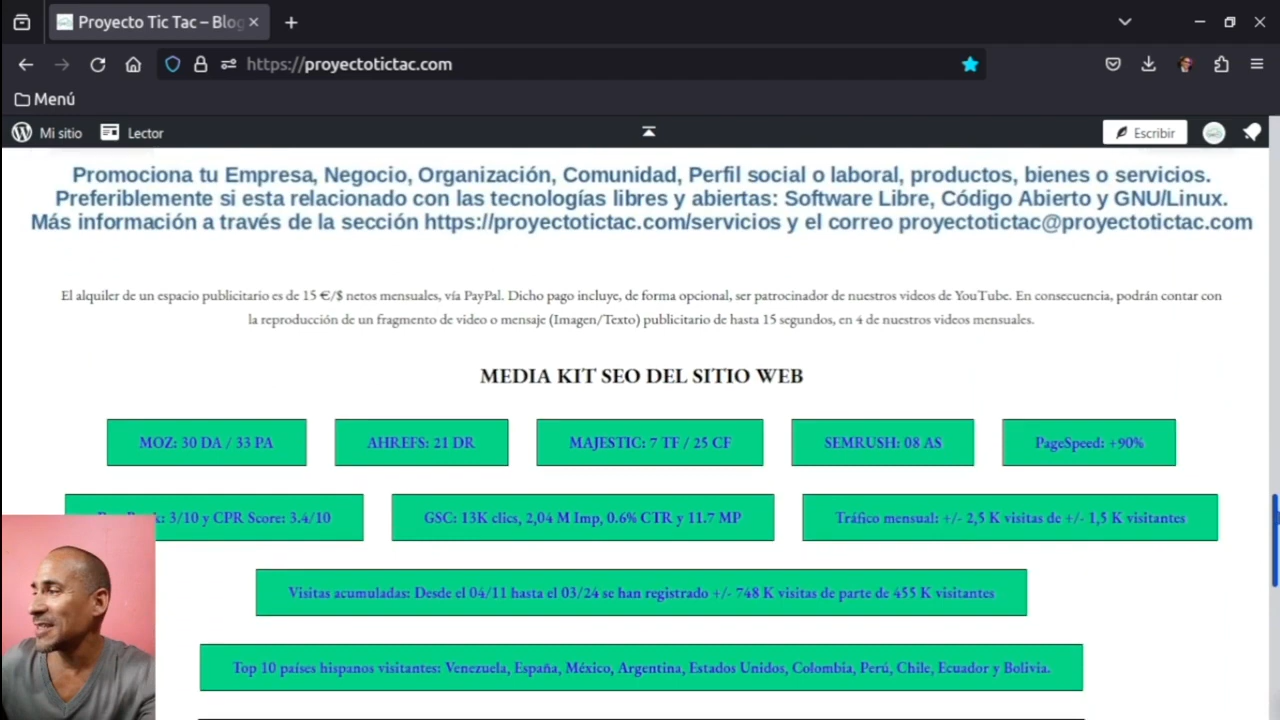 Proyecto Tic Tac – Blog
https://proyectotictac.com
Menú
Mi sitio
Lector
Escribir
Promociona tu Empresa, Negocio, Organización, Comunidad, Perfil social o laboral, productos, bienes o servicios.
Preferiblemente si esta relacionado con las tecnologías libres y abiertas: Software Libre, Código Abierto y GNU/Linux.
Más información a través de la sección https://proyectotictac.com/servicios y el correo proyectotictac@proyectotictac.com
El alquiler de un espacio publicitario es de 15 €/$ netos mensuales, vía PayPal. Dicho pago incluye, de forma opcional, ser patrocinador de nuestros videos de YouTube. En consecuencia, podrán contar con
la reproducción de un fragmento de video o mensaje (Imagen/Texto) publicitario de hasta 15 segundos, en 4 de nuestros videos mensuales.
MEDIA KIT SEO DEL SITIO WEB
MOZ: 30 DA / 33 PA
AHREFS: 21 DR
MAJESTIC: 7 TF / 25 CF
SEMRUSH: 08 AS
PageSpeed: +90%
3/10 y CPR Score: 3.4/10
GSC: 13K clics, 2,04 M Imp, 0.6% CTR y 11.7 MP
Tráfico mensual: +/- 2,5 K visitas de +/- 1,5 K visitantes
Visitas acumuladas: Desde el 04/11 hasta el 03/24 se han registrado +/- 748 K visitas de parte de 455 K visitantes
Top 10 países hispanos visitantes: Venezuela, España, México, Argentina, Estados Unidos, Colombia, Perú, Chile, Ecuador y Bolivia.